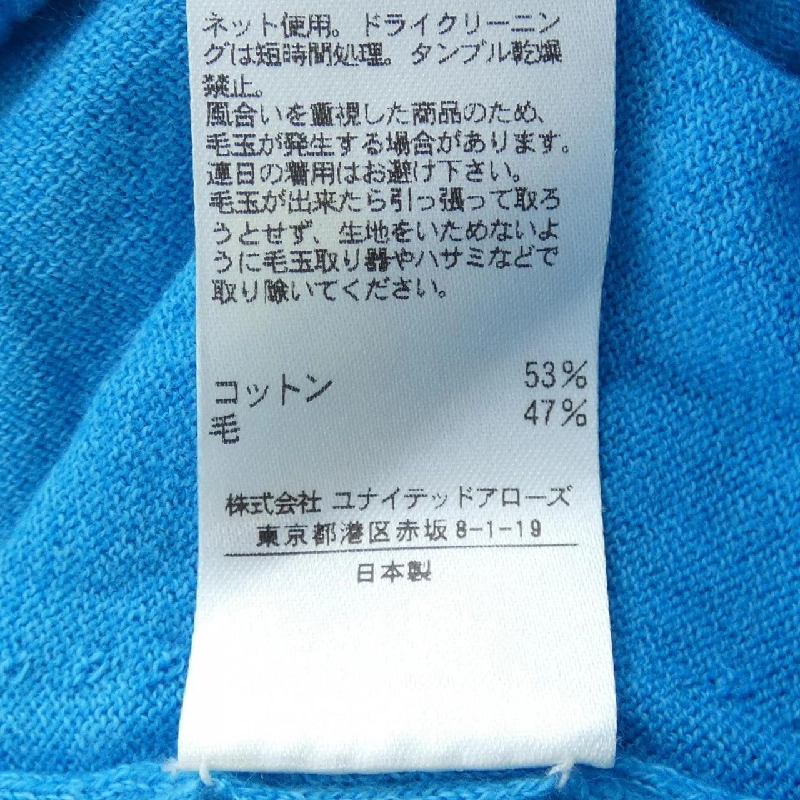 ネット使用。ドライクリーニン
グは短時間処理。タンブル乾燥
禁止。
風合いを重視した商品のため、
毛玉が発生する場合があります。
連日の着用はお避け下さい。
毛玉が出来たら引っ張って取ろ
うとせず、生地をいためないよ
うに毛玉取り器やハサミなどで
取り除いてください。
コットン 53%
毛 47%
株式会社 ユナイテッドアローズ
東京都港区赤坂8-1-19
日本製